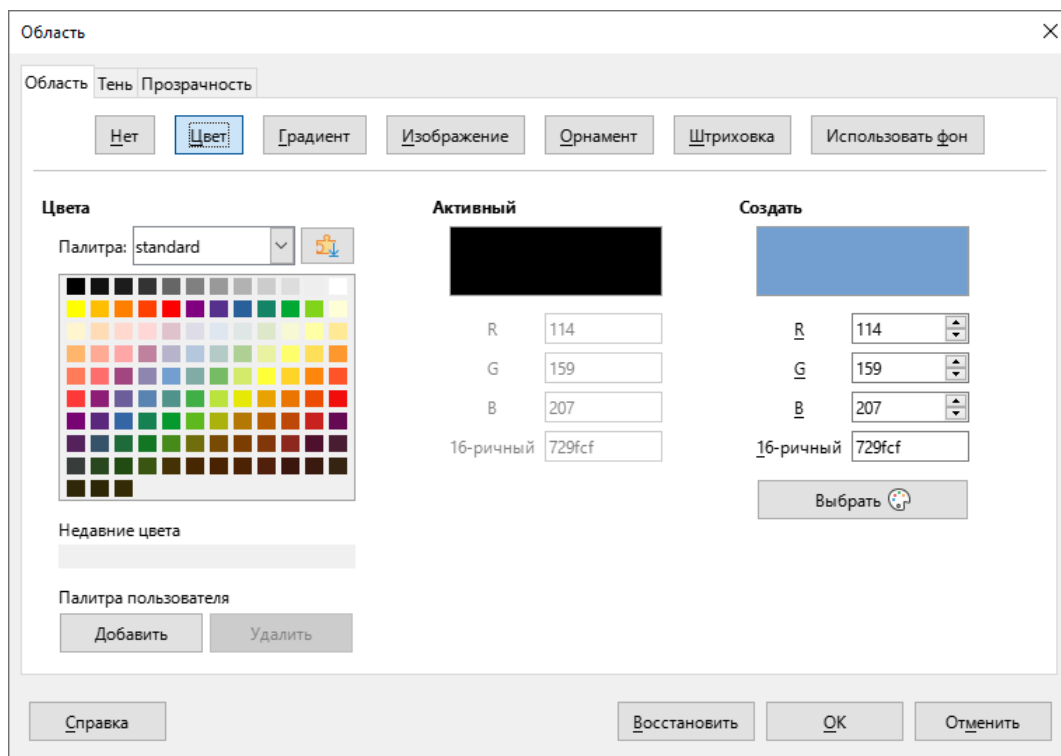 Область
Область Тень Прозрачность
Нет Цвет Градиент Изображение Орнамент Штриховка Использовать фон
Цвета Активный Создать
Палитра: standard
R 114 R 114
G 159 G 159
B 207 B 207
16-ричный 729fcf 16-ричный 729fcf
Выбрать
Недавние цвета
Палитра пользователя
Добавить Удалить
Справка Восстановить ОК Отменить